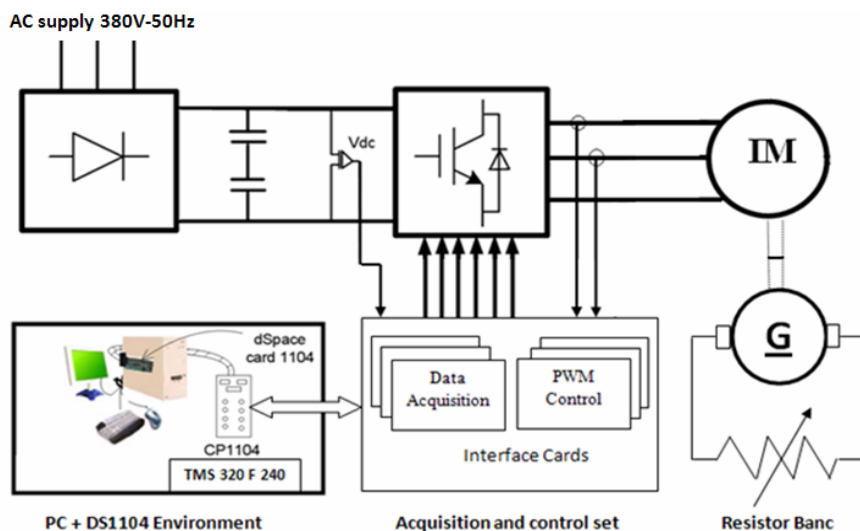 AC supply 380V-50Hz
Vdc
IM
G
dSpace
card 1104
CP1104
TMS 320 F 240
Data
Acquisition
PWM
Control
Interface Cards
PC + DS1104 Environment
Acquisition and control set
Resistor Banc